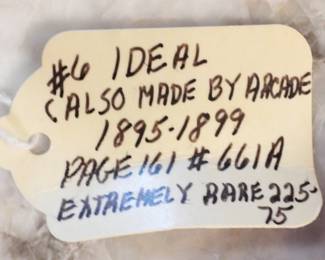 #6 IDEAL
(ALSO MADE BY ARCADE
1895-1899
PAGE 161 # 661A
EXTREMELY RARE 225-
75